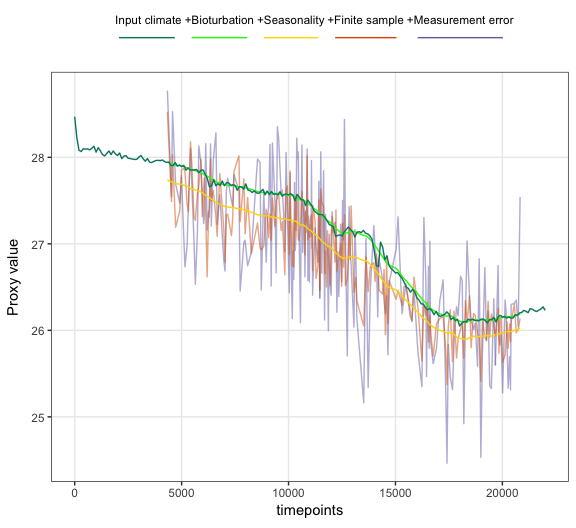 Input climate +Bioturbation +Seasonality +Finite sample +Measurement error
Proxy value
28
27
26
25
0 5000 10000 15000 20000
timepoints